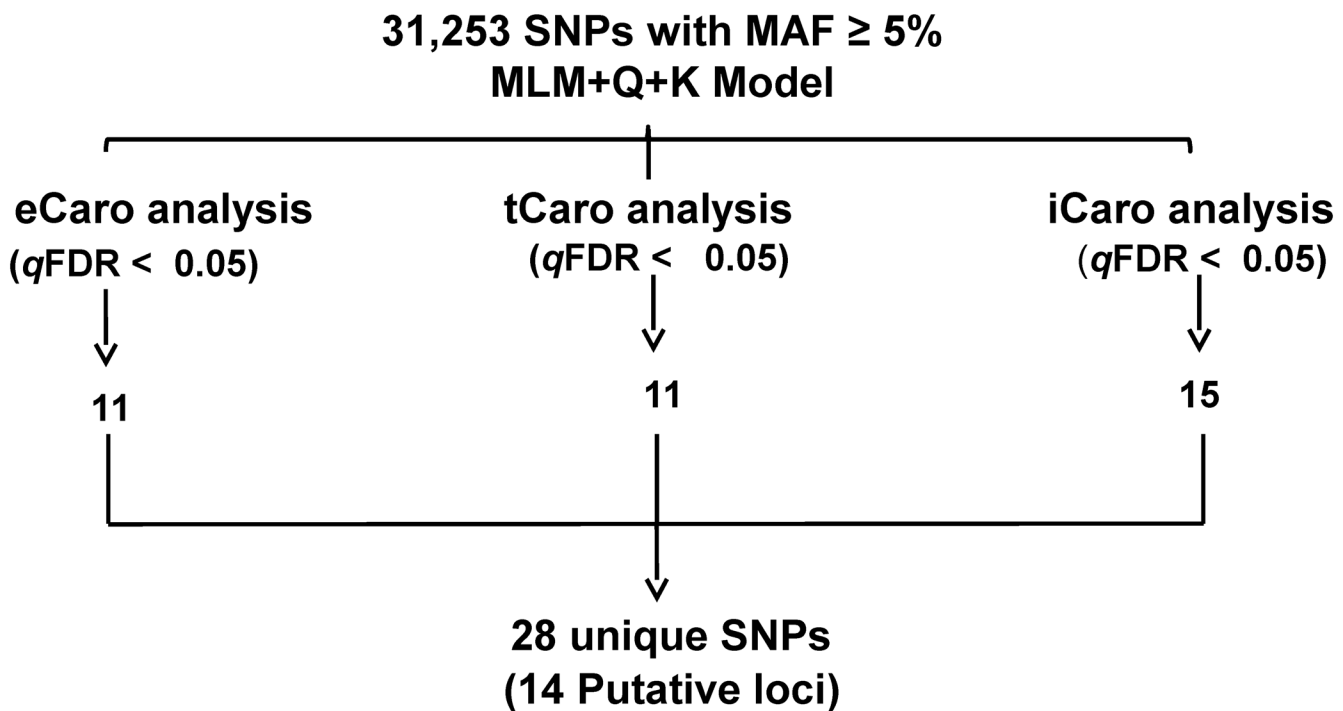 31,253 SNPs with MAF ≥ 5%
MLM+Q+K Model
eCaro analysis
(qFDR < 0.05)
11
tCaro analysis
(qFDR < 0.05)
11
iCaro analysis
(qFDR < 0.05)
15
28 unique SNPs
(14 Putative loci)